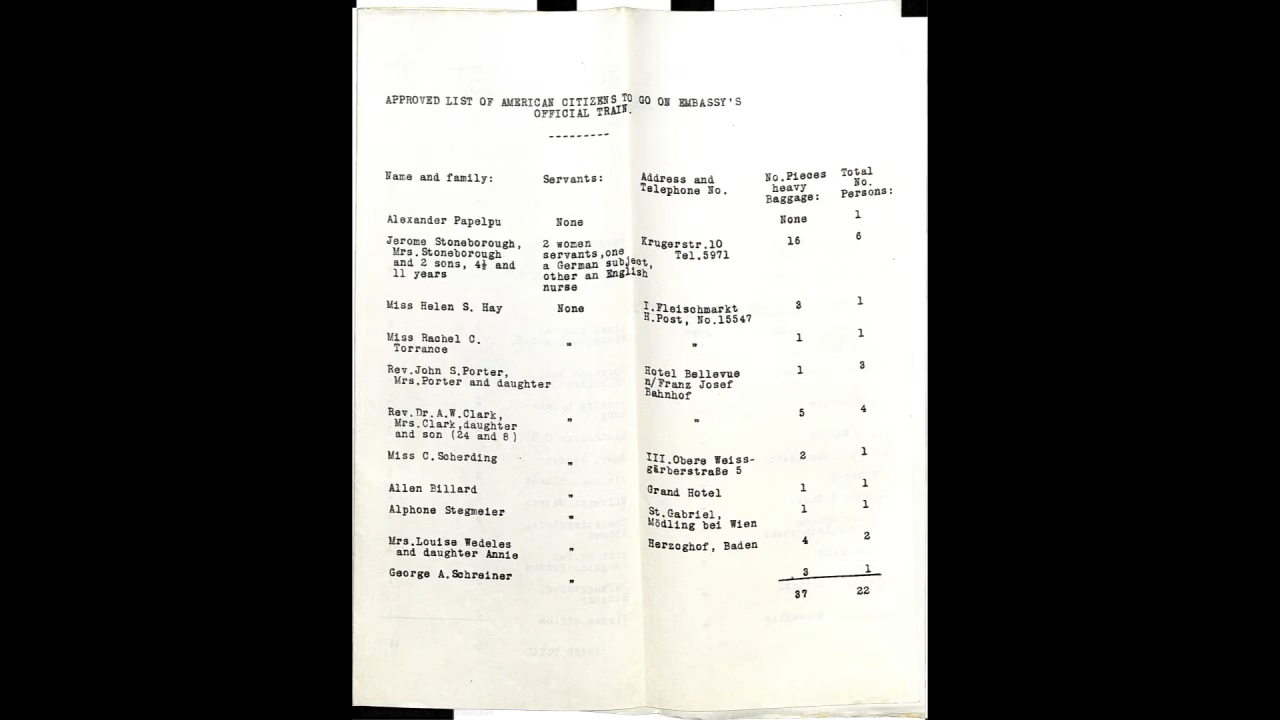 APPROVED LIST OF AMERICAN CITIZENS TO GO ON EMBASSY'S
OFFICIAL TRAIN.
---------
Name and family: Servants: Address and Telephone No. No.Pieces heavy Baggage: Total No. Persons:
Alexander Papelpu None None 1
Jerome Stoneborough, 2 women Krugerstr.10 16 6
Mrs.Stoneborough servants,one Tel.5971
and 2 sons, 4½ and a German subject,
11 years other an English
nurse
Miss Helen S. Hay None I.Fleischmarkt 3 1
H.Post, No.15547
Miss Rachel C. " " 1 1
Torrance
Rev.John S.Porter, Hotel Bellevue 1 3
Mrs.Porter and daughter n/Franz Josef
Bahnhof
Rev.Dr.A.W.Clark, " " 5 4
Mrs.Clark,daughter
and son (24 and 8)
Miss C.Scherding " III.Obere Weiss- 2 1
gärberstraße 5
Allen Billard " Grand Hotel 1 1
Alphone Stegmeier " St.Gabriel, 1 1
Mödling bei Wien
Mrs.Louise Wedeles " Herzoghof, Baden 4 2
and daughter Annie
George A.Schreiner " 3 1
37 22